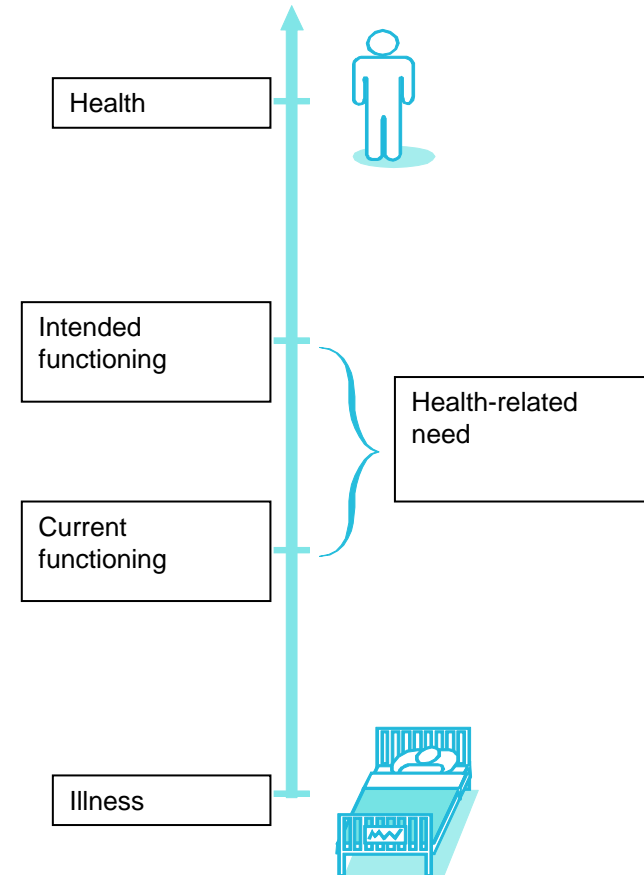 Health
Intended
functioning
Health-related
need
Current
functioning
Illness